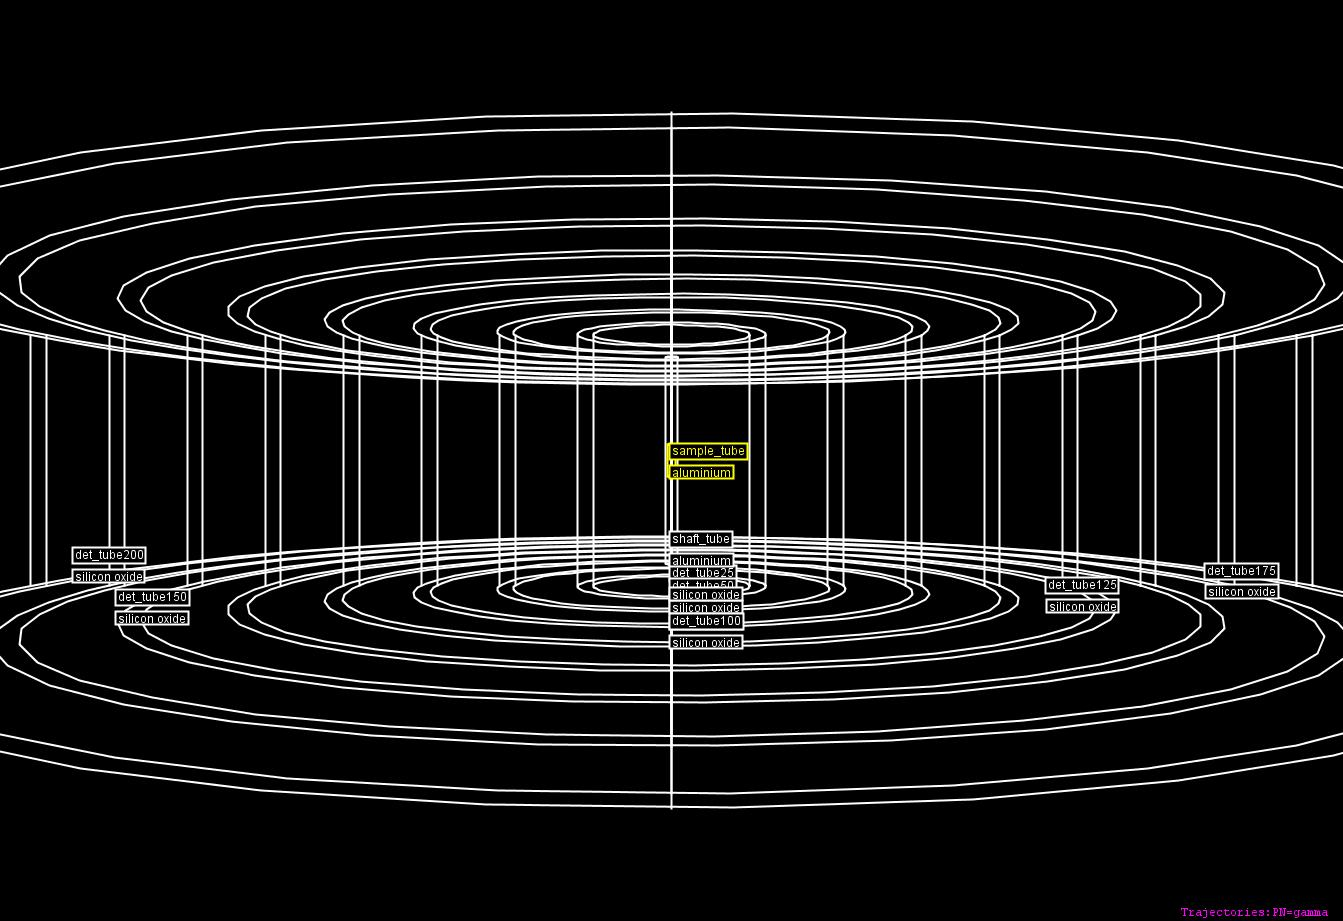 sample_tube
aluminium
shaft_tube
det_tube200
aluminium
det_tube175
det_tube25
silicon oxide
det_tube50
det_tube125
silicon oxide
silicon oxide
det_tube150
silicon oxide
silicon oxide
silicon oxide
det_tube100
silicon oxide
Trajectories:PN=gamma